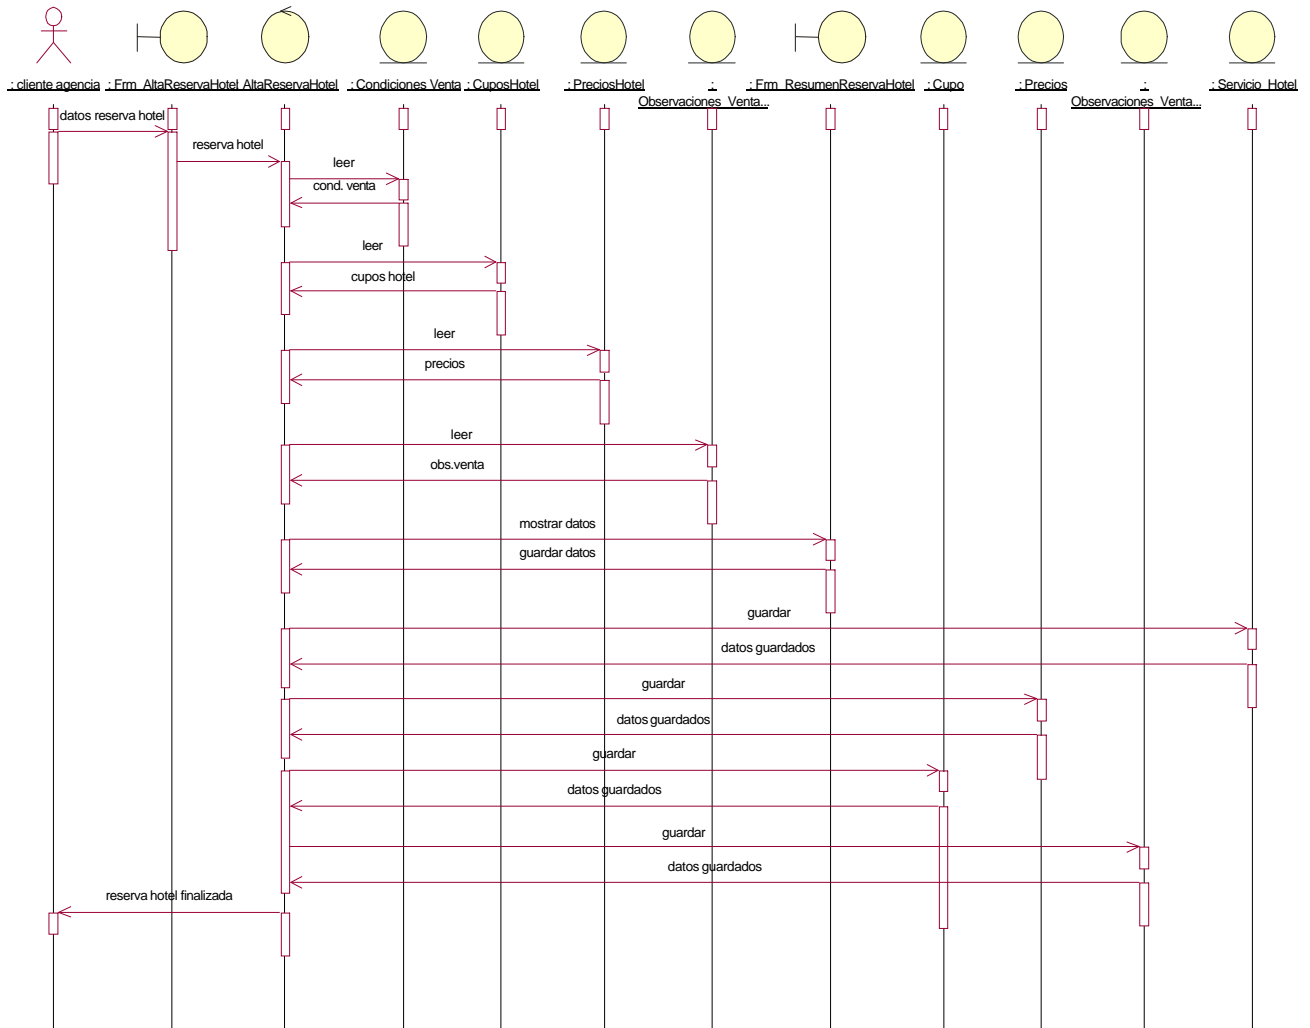 : cliente agencia
: Frm_AltaReservaHotel
AltaReservaHotel
: Condiciones Venta
: CuposHotel
: PreciosHotel
:
Observaciones_Venta...
: Frm_ResumenReservaHotel
: Cupo
: Precios
:
Observaciones_Venta...
: Servicio_Hotel
datos reserva hotel
reserva hotel
leer
cond. venta
leer
cupos hotel
leer
precios
leer
obs.venta
mostrar datos
guardar datos
guardar
datos guardados
guardar
datos guardados
guardar
datos guardados
guardar
datos guardados
reserva hotel finalizada